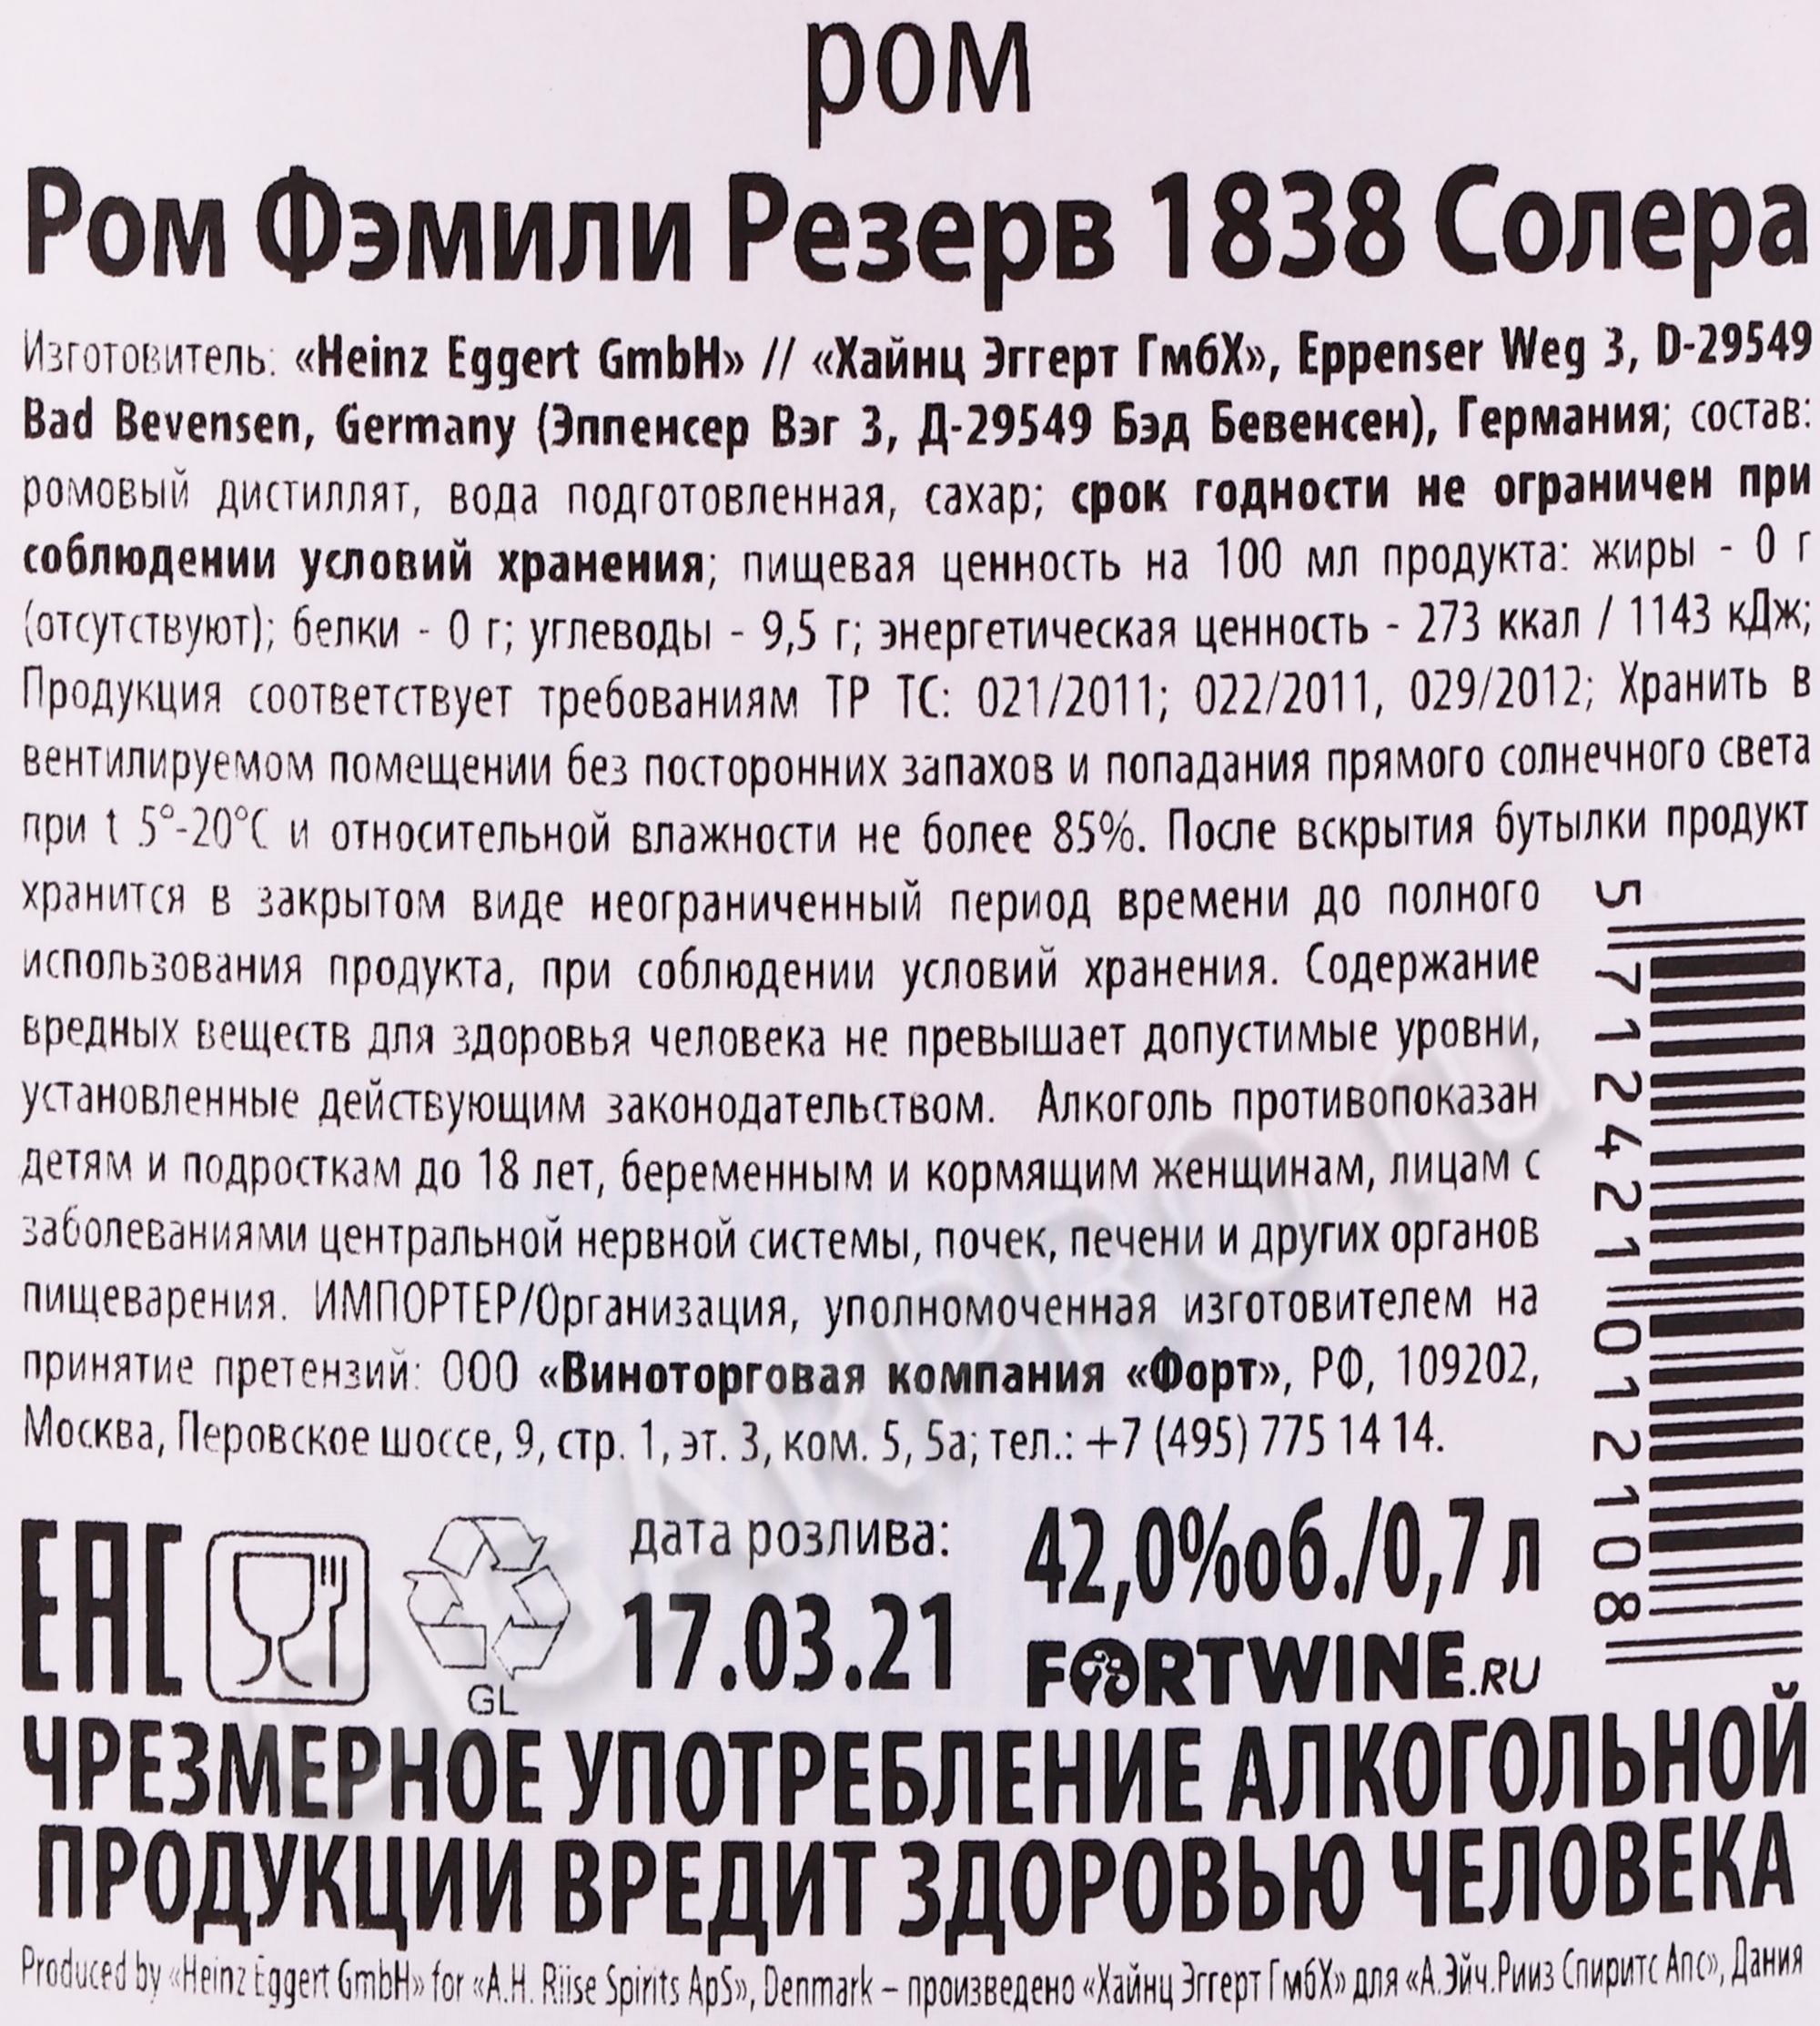 ром
Ром Фэмили Резерв 1838 Солера
Изготовитель: «Heinz Eggert GmbH» // «Хайнц Эггерт ГмбХ», Eppenser Weg 3, D-29549
Bad Bevensen, Germany (Эппенсер Вэг 3, Д-29549 Бэд Бевенсен), Германия; состав:
ромовый дистиллят, вода подготовленная, сахар; срок годности не ограничен при
соблюдении условий хранения; пищевая ценность на 100 мл продукта: жиры - 0 г
(отсутствуют); белки - 0 г; углеводы - 9,5 г; энергетическая ценность - 273 ккал / 1143 кДж;
Продукция соответствует требованиям ТР ТС: 021/2011; 022/2011, 029/2012; Хранить в
вентилируемом помещении без посторонних запахов и попадания прямого солнечного света
при t 5°-20°C и относительной влажности не более 85%. После вскрытия бутылки продукт
хранится в закрытом виде неограниченный период времени до полного
использования продукта, при соблюдении условий хранения. Содержание
вредных веществ для здоровья человека не превышает допустимые уровни,
установленные действующим законодательством. Алкоголь противопоказан
детям и подросткам до 18 лет, беременным и кормящим женщинам, лицам с
заболеваниями центральной нервной системы, почек, печени и других органов
пищеварения. ИМПОРТЕР/Организация, уполномоченная изготовителем на
принятие претензий: ООО «Виноторговая компания «Форт», РФ, 109202,
Москва, Перовское шоссе, 9, стр. 1, эт. 3, ком. 5, 5а; тел.: +7 (495) 775 14 14.
5 712421 012108
EAC
GL
дата розлива:
17.03.21
42,0%об./0,7 л
FORTWINE.RU
ЧРЕЗМЕРНОЕ УПОТРЕБЛЕНИЕ АЛКОГОЛЬНОЙ
ПРОДУКЦИИ ВРЕДИТ ЗДОРОВЬЮ ЧЕЛОВЕКА
Produced by «Heinz Eggert GmbH» for «A.H. Riise Spirits ApS», Denmark – произведено «Хайнц Эггерт ГмбХ» для «А.Эйч.Рииз Спиритс Апс», Дания
CIGARPRO.ru